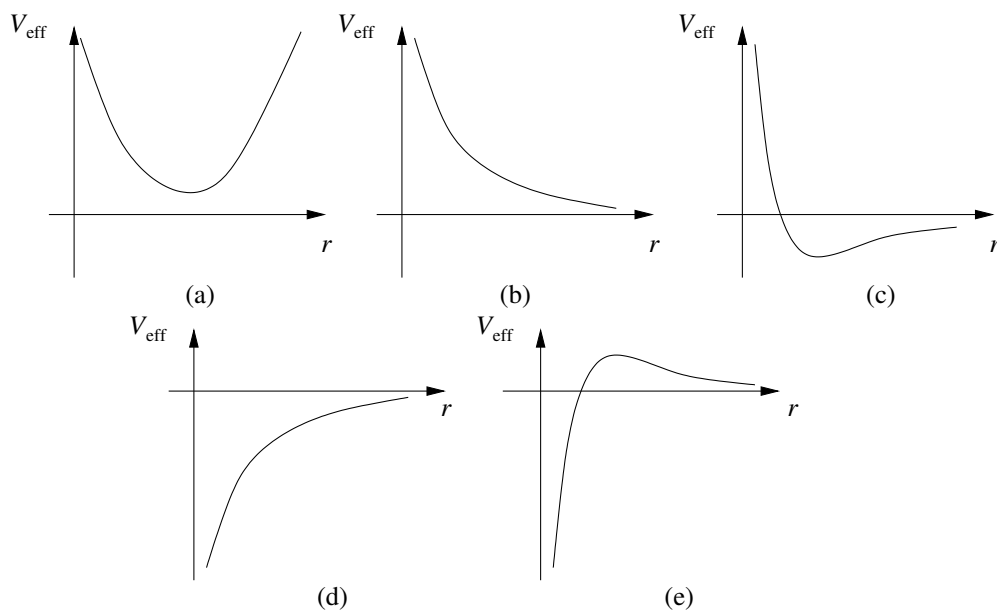 V_eff V_eff V_eff
r r r
(a) (b) (c)
V_eff V_eff
r r
(d) (e)